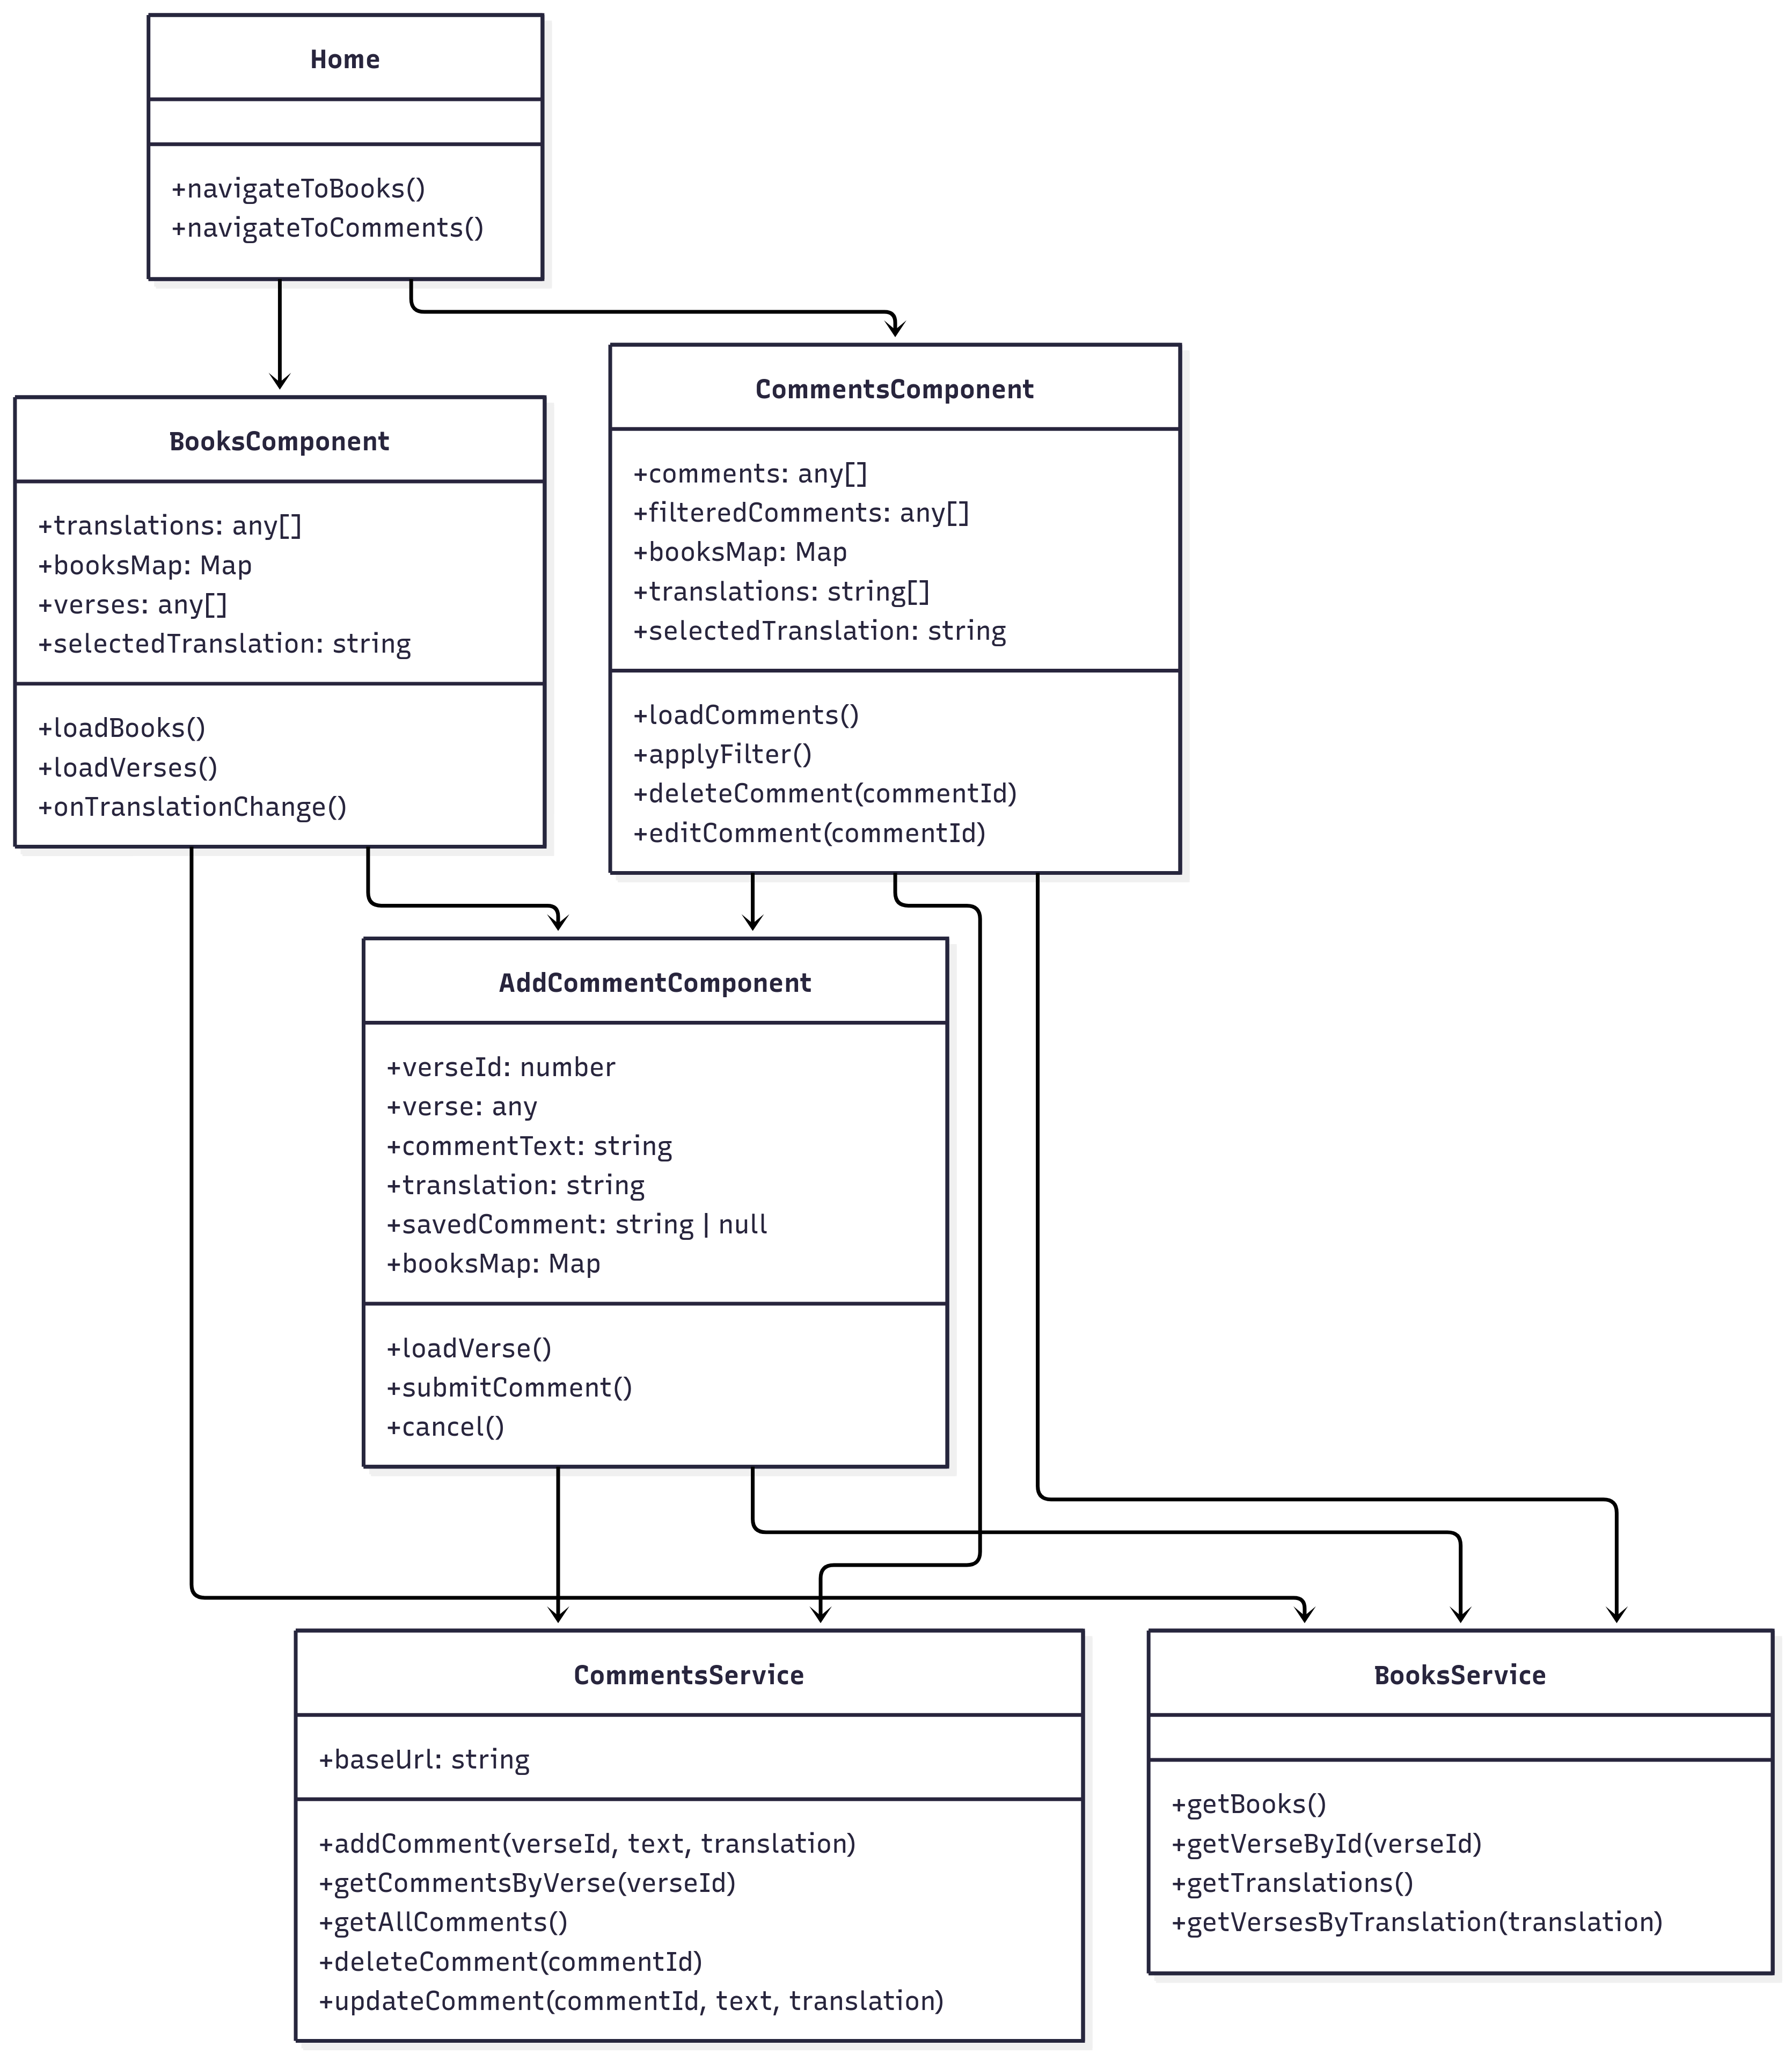 Home
+navigateToBooks()
+navigateToComments()
BooksComponent
+translations: any[]
+booksMap: Map
+verses: any[]
+selectedTranslation: string
+loadBooks()
+loadVerses()
+onTranslationChange()
CommentsComponent
+comments: any[]
+filteredComments: any[]
+booksMap: Map
+translations: string[]
+selectedTranslation: string
+loadComments()
+applyFilter()
+deleteComment(commentId)
+editComment(commentId)
AddCommentComponent
+verseId: number
+verse: any
+commentText: string
+translation: string
+savedComment: string | null
+booksMap: Map
+loadVerse()
+submitComment()
+cancel()
CommentsService
+baseUrl: string
+addComment(verseId, text, translation)
+getCommentsByVerse(verseId)
+getAllComments()
+deleteComment(commentId)
+updateComment(commentId, text, translation)
BooksService
+getBooks()
+getVerseById(verseId)
+getTranslations()
+getVersesByTranslation(translation)